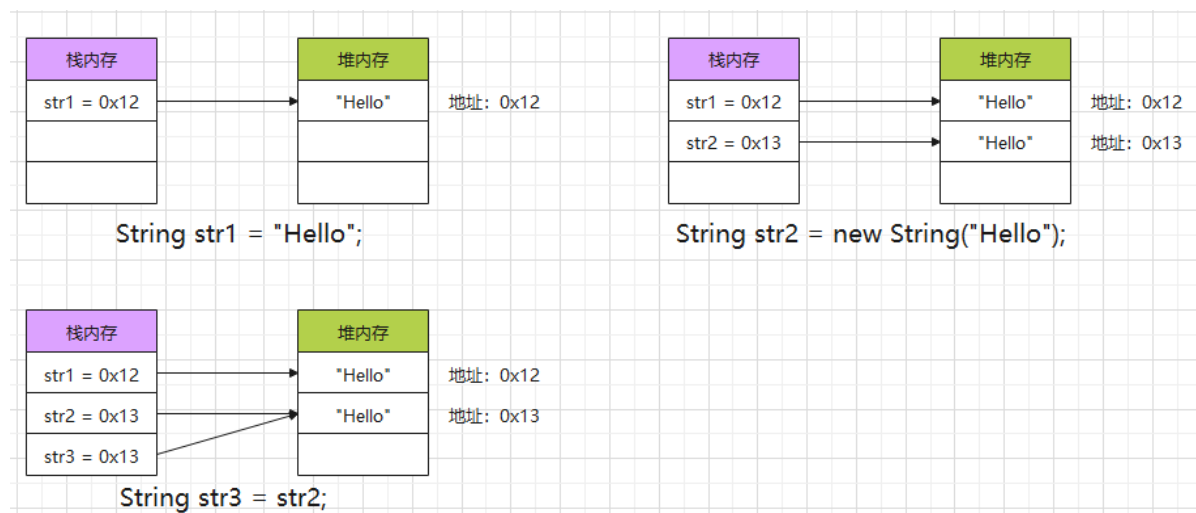 栈内存 堆内存
str1 = 0x12 "Hello" 地址：0x12
String str1 = "Hello";
栈内存 堆内存
str1 = 0x12 "Hello" 地址：0x12
str2 = 0x13 "Hello" 地址：0x13
String str2 = new String("Hello");
栈内存 堆内存
str1 = 0x12 "Hello" 地址：0x12
str2 = 0x13 "Hello" 地址：0x13
str3 = 0x13
String str3 = str2;